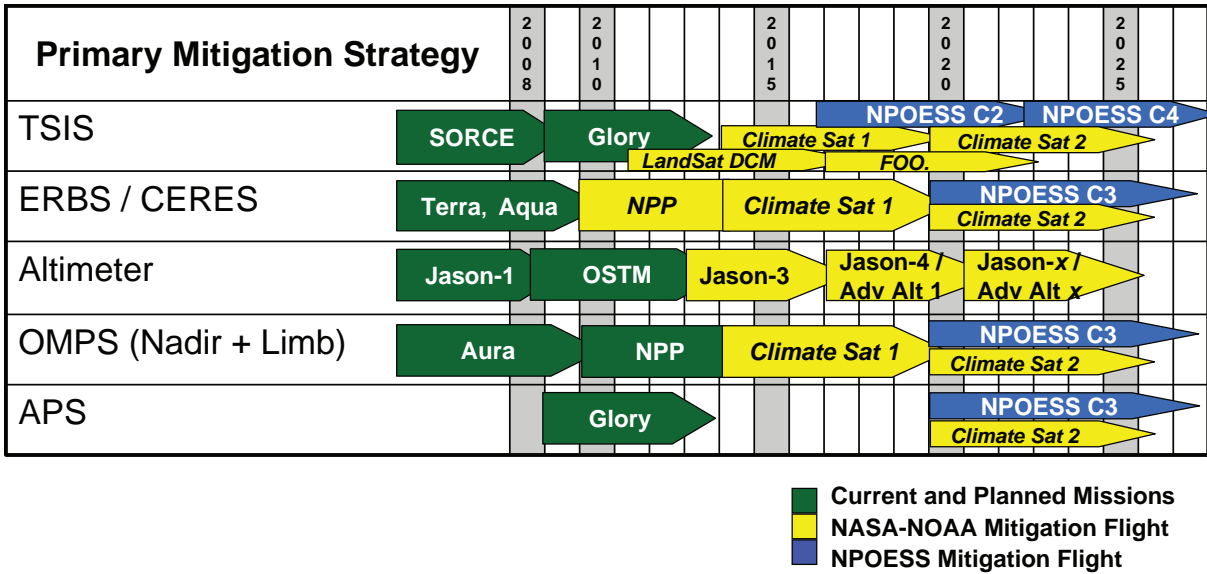 Primary Mitigation Strategy
2008
2010
2015
2020
2025
TSIS
SORCE
Glory
NPOESS C2
NPOESS C4
Climate Sat 1
Climate Sat 2
LandSat DCM
FOO.
ERBS / CERES
Terra, Aqua
NPP
Climate Sat 1
NPOESS C3
Climate Sat 2
Altimeter
Jason-1
OSTM
Jason-3
Jason-4 /
Adv Alt 1
Jason-x /
Adv Alt x
OMPS (Nadir + Limb)
Aura
NPP
Climate Sat 1
NPOESS C3
Climate Sat 2
APS
Glory
NPOESS C3
Climate Sat 2
Current and Planned Missions
NASA-NOAA Mitigation Flight
NPOESS Mitigation Flight